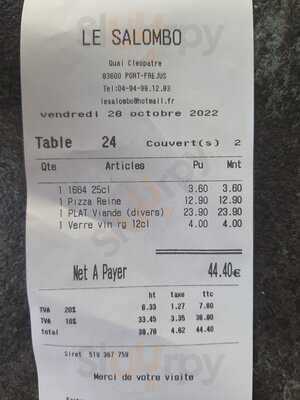 LE SALOMBO
Quai Cleopatre
83600 PORT-FREJUS
Tel:04-94-
lesalombo@hotmail.fr
vendredi 28 octobre 2022
Table 24 Couvert(s) 2
Qte Articles Pu Mnt
1 1664 25cl 3.60 3.60
1 Pizza Reine 12.90 12.90
1 PLAT Viande (divers) 23.90 23.90
1 Verre vin rg 12cl 4.00 4.00
Net A Payer 44.40€
ht taxe ttc
TVA 20% 6.33 1.27 7.60
TVA 10% 33.45 3.35 36.80
total 39.78 4.62 44.40
Siret 519 367 759
Merci de votre visite
Sluurpy